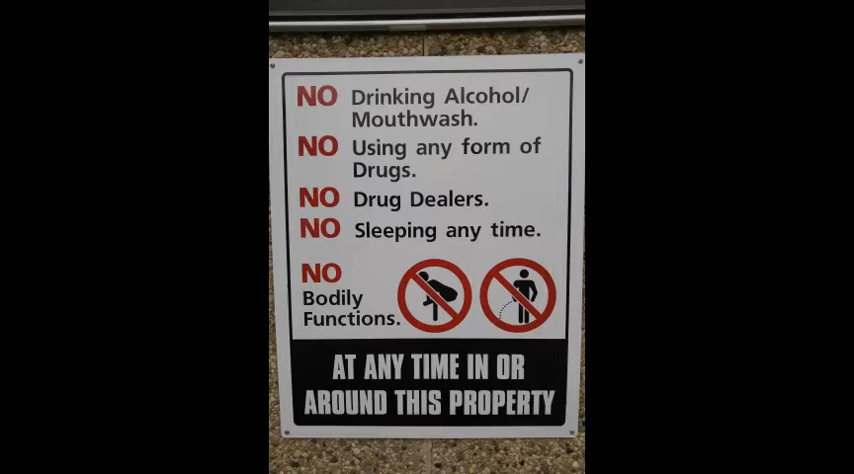 NO Drinking Alcohol/
Mouthwash.
NO Using any form of
Drugs.
NO Drug Dealers.
NO Sleeping any time.
NO
Bodily
Functions.
AT ANY TIME IN OR
AROUND THIS PROPERTY